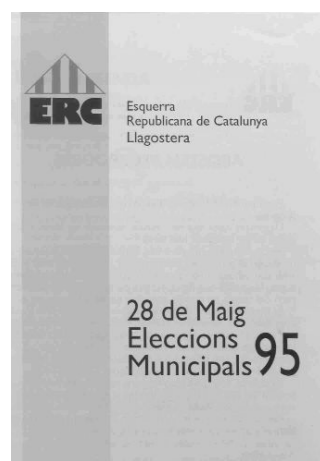 ERC
Esquerra
Republicana de Catalunya
Llagostera
28 de Maig
Eleccions
Municipals 95